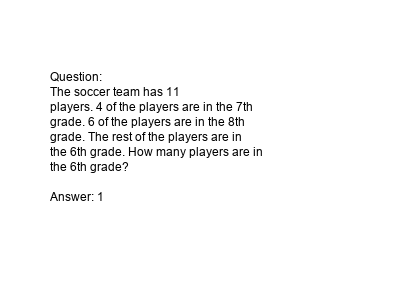 Question:
The soccer team has 11
players. 4 of the players are in the 7th
grade. 6 of the players are in the 8th
grade. The rest of the players are in
the 6th grade. How many players are in
the 6th grade?

Answer: 1